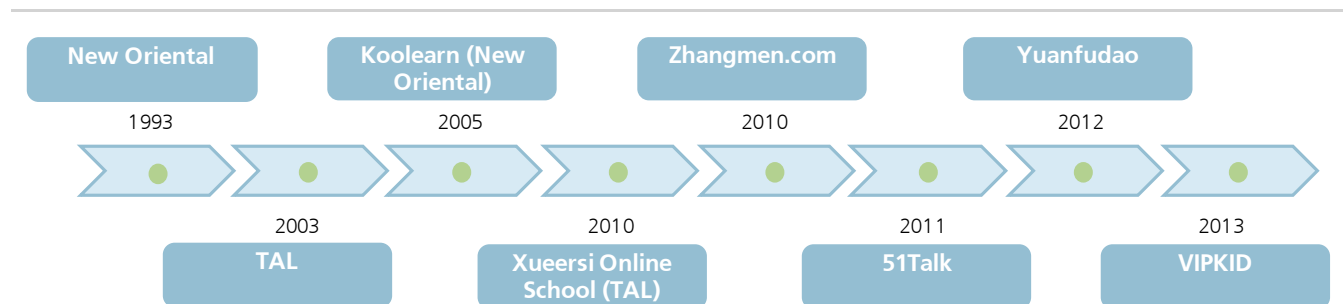 New Oriental
Koolearn (New
Oriental)
Zhangmen.com
Yuanfudao
1993
2005
2010
2012
2003
2010
2011
2013
TAL
Xueersi Online
School (TAL)
51Talk
VIPKID